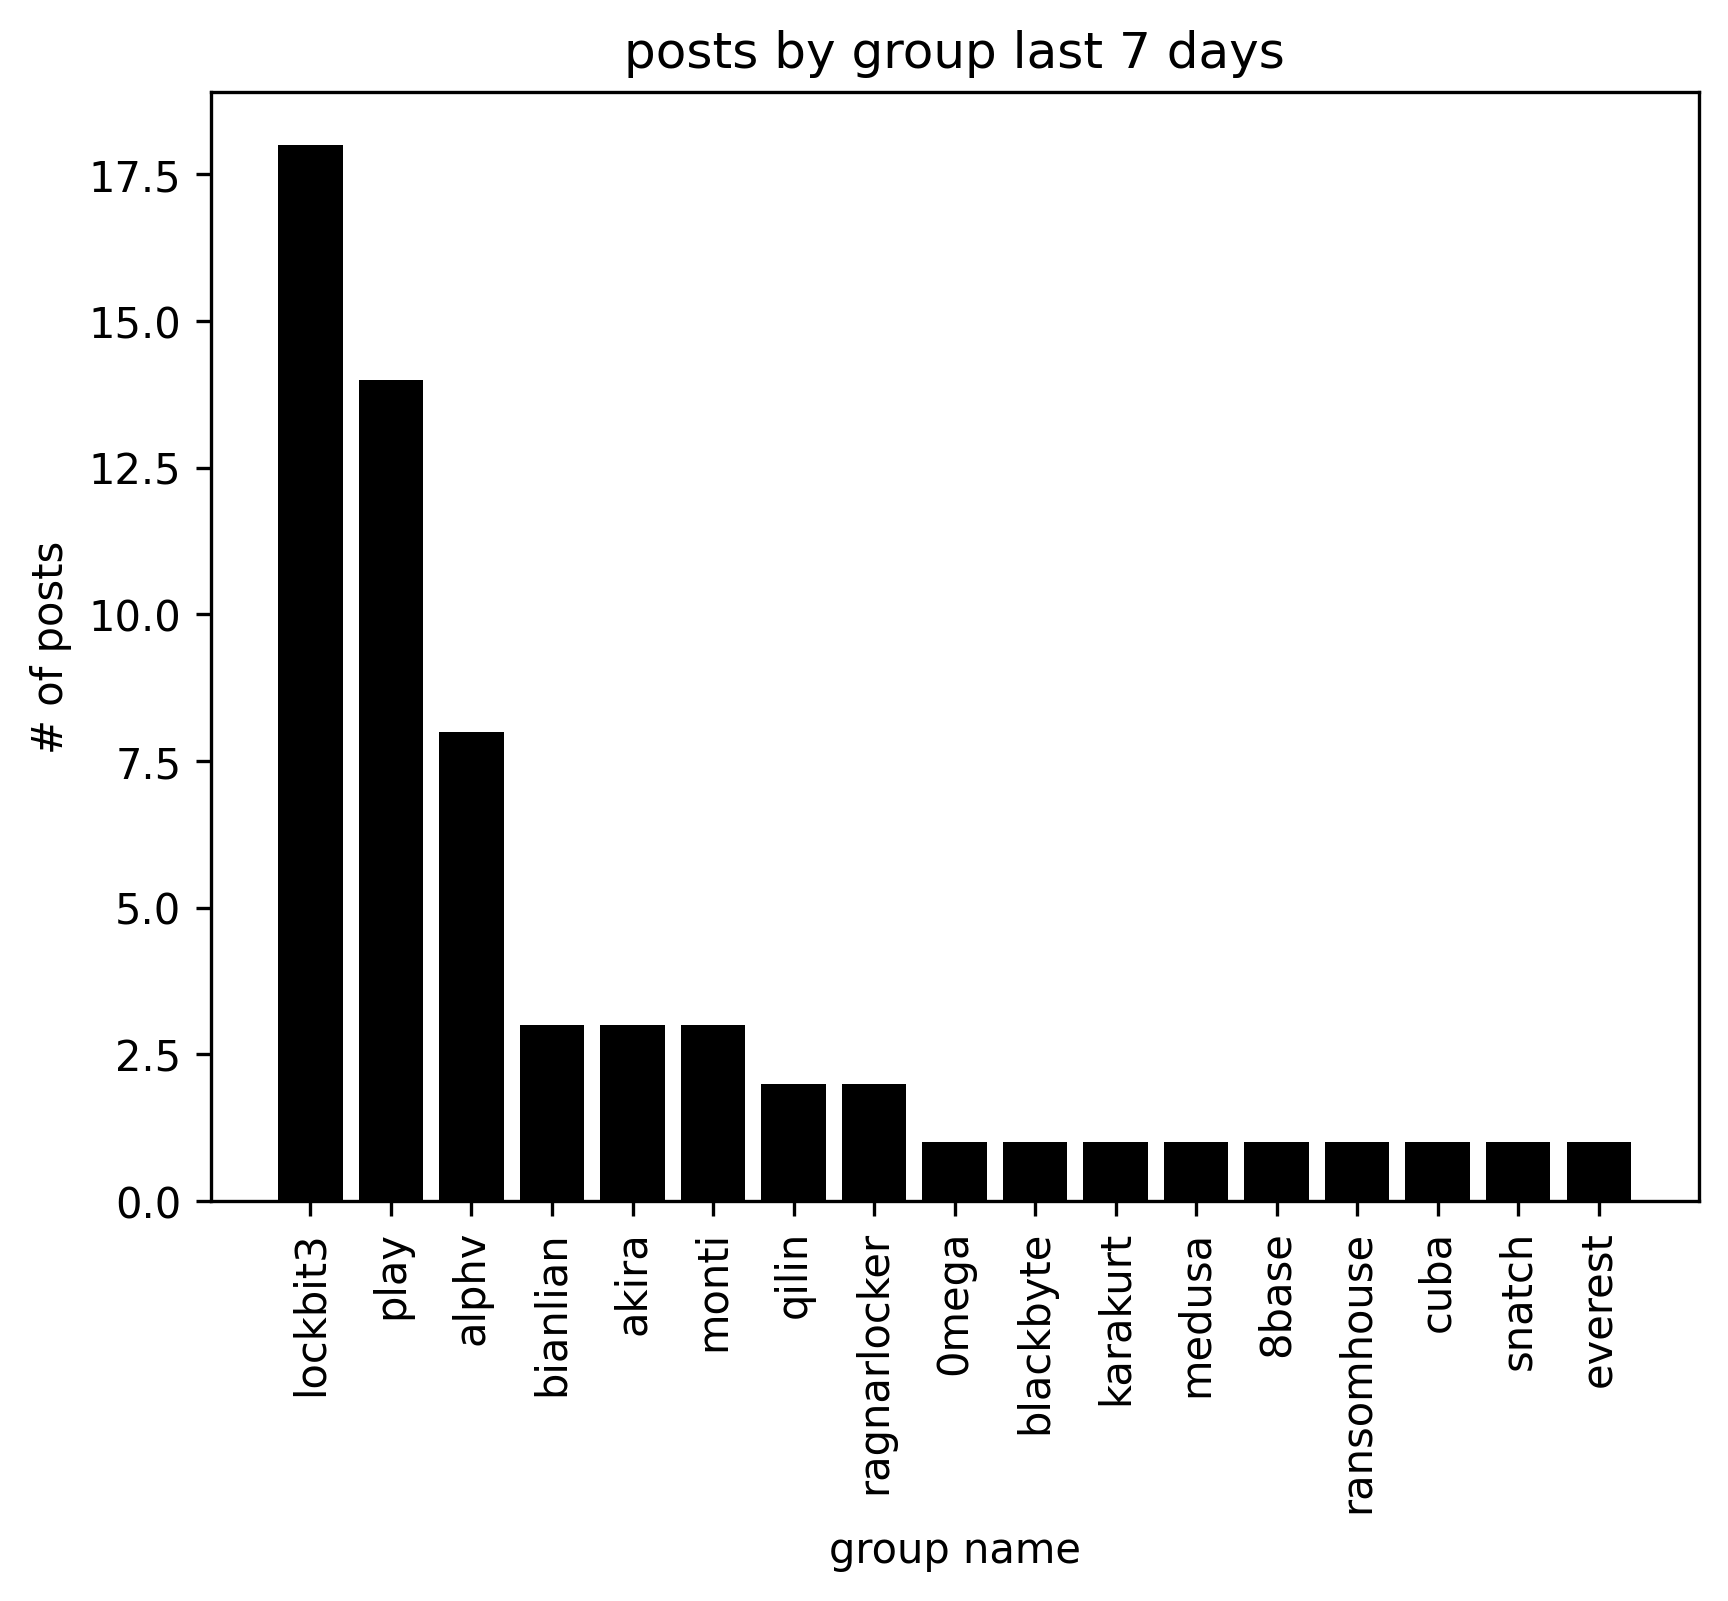 posts by group last 7 days
# of posts
17.5
15.0
12.5
10.0
7.5
5.0
2.5
0.0
lockbit3
play
alphv
bianlian
akira
monti
qilin
ragnarlocker
0mega
blackbyte
karakurt
medusa
8base
ransomhouse
cuba
snatch
everest
group name